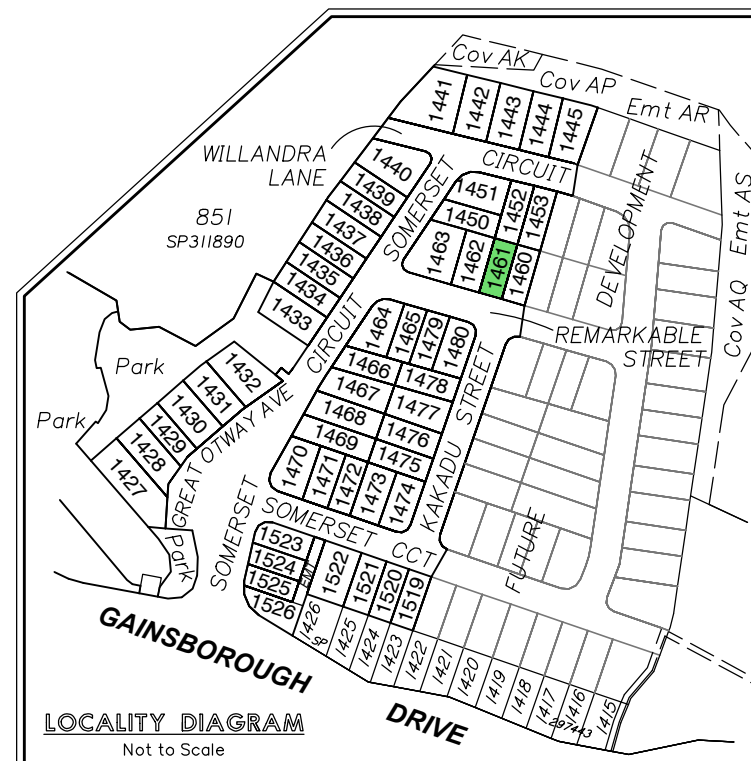 Cov AK
Cov AP
Emt AR
1441
1442
1443
1444
1445
WILLANDRA
LANE
1440
1439
1438
1437
1436
1435
1434
1433
SOMERSET
CIRCUIT
CIRCUIT
851
SP311890
1451
1450
1452
1453
1463
1462
1461
1460
DEVELOPMENT
Emt AS
Cov AQ
REMARKABLE
STREET
1464
1465
1479
1480
1466
1478
1467
1477
1468
1476
1469
1475
1470
1471
1472
1473
1474
KAKADU STREET
Park
Park
1432
1431
1430
1429
1428
1427
GREAT OTWAY AVE
Park
SOMERSET
SOMERSET CCT
1523
1524
1525
1526
EMT
1522
1521
1520
1519
FUTURE
1426
SP
1425
1424
1423
1422
1421
1420
1419
1418
1417
1416
1415
297443
GAINSBOROUGH
DRIVE
LOCALITY DIAGRAM
Not to Scale